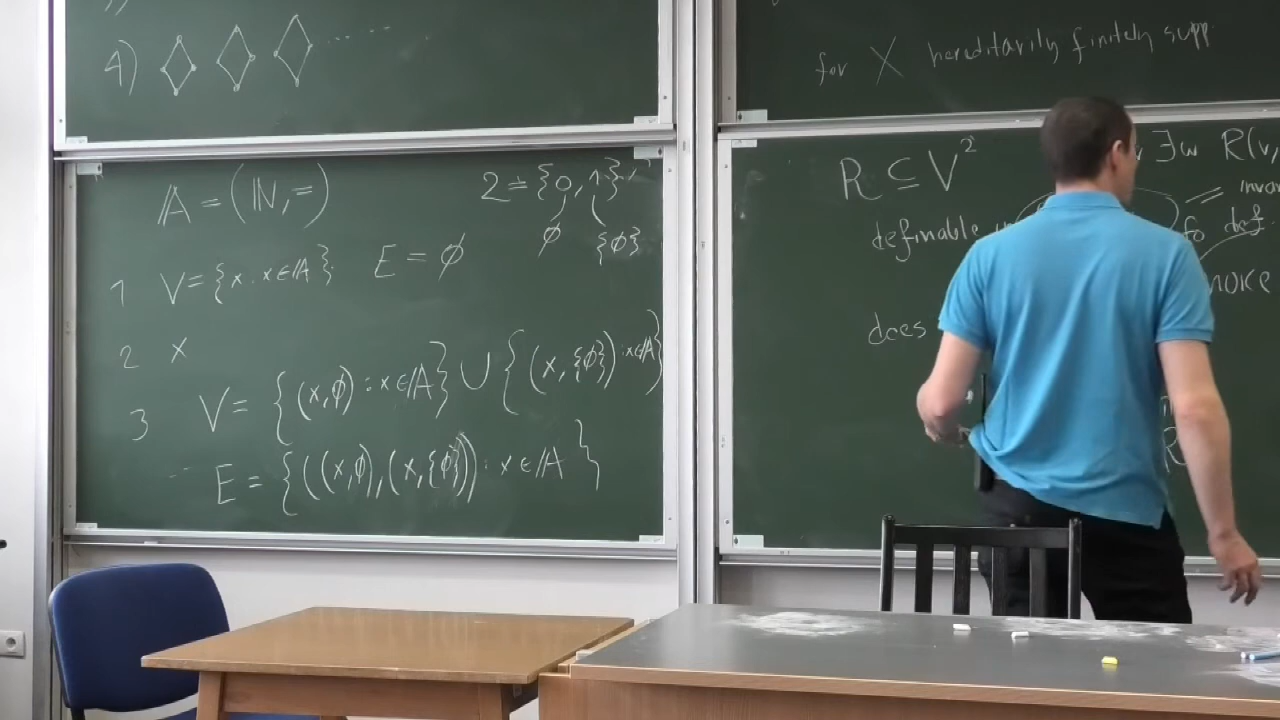 4)
𝔸 = (ℕ, =)
2 = {0, 1}
∅ {∅}
1 V = {x : x ∈ 𝔸} E = ∅
2 x
3 V = {(x, ∅) : x ∈ 𝔸} ∪ {(x, {∅}) : x ∈ 𝔸}
E = {((x, ∅), (x, {∅})) : x ∈ 𝔸}
for X hereditarily finitely supp.
R ⊆ V² ∃w R(v,
definable fo def.
does